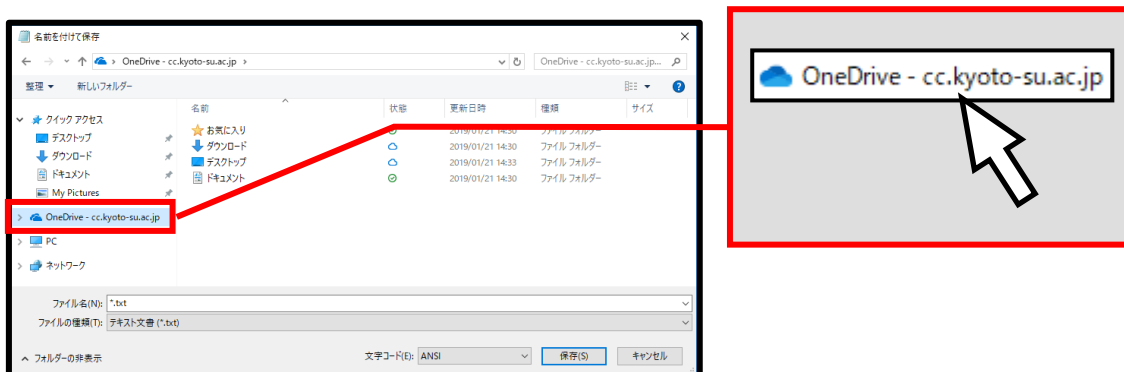 名前を付けて保存
OneDrive - cc.kyoto-su.ac.jp
OneDrive - cc.kyoto-su.ac.jp...
整理
新しいフォルダー
名前
状態
更新日時
種類
サイズ
クイック アクセス
デスクトップ
ダウンロード
ドキュメント
My Pictures
OneDrive - cc.kyoto-su.ac.jp
PC
ネットワーク
お気に入り
2019/01/21 14:30
ファイル フォルダー
ダウンロード
2019/01/21 14:30
ファイル フォルダー
デスクトップ
2019/01/21 14:33
ファイル フォルダー
ドキュメント
2019/01/21 14:30
ファイル フォルダー
ファイル名(N): *.txt
ファイルの種類(T): テキスト文書 (*.txt)
フォルダーの非表示
文字コード(E): ANSI
保存(S)
キャンセル
OneDrive - cc.kyoto-su.ac.jp